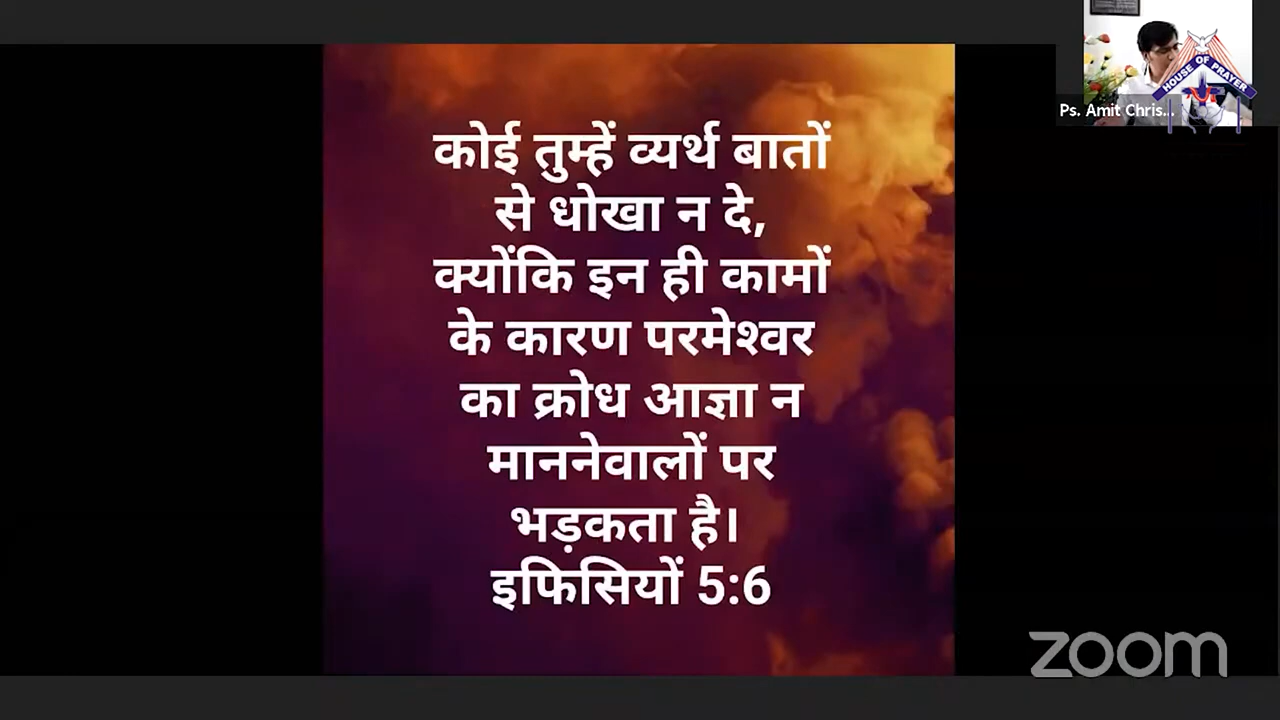 HOUSE OF PRAYER
Ps. Amit Chris...
कोई तुम्हें व्यर्थ बातों
से धोखा न दे,
क्योंकि इन ही कामों
के कारण परमेश्वर
का क्रोध आज्ञा न
माननेवालों पर
भड़कता है।
इफिसियों 5:6
zoom